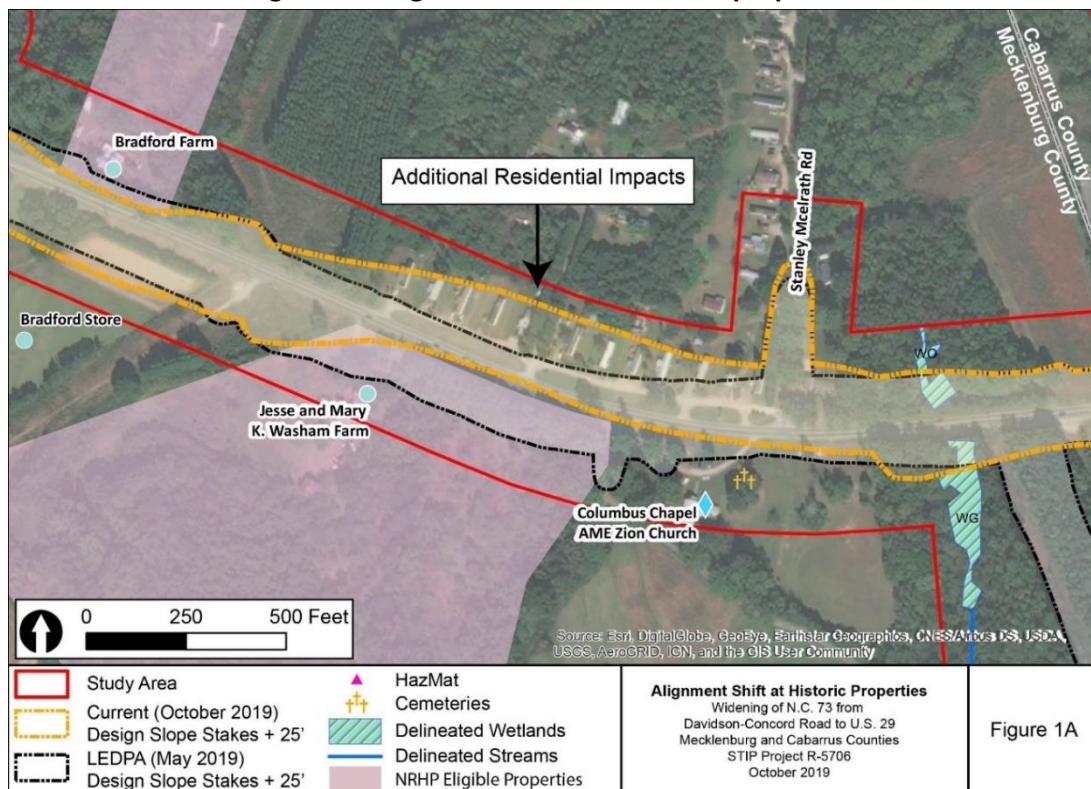 Cabarrus County
Mecklenburg County
Bradford Farm
Additional Residential Impacts
Stanley Mcelrath Rd
Bradford Store
WO
Jesse and Mary
K. Washam Farm
Columbus Chapel
AME Zion Church
WG
0 250 500 Feet
Source: Esri, DigitalGlobe, GeoEye, Earthstar Geographics, CNES/Airbus DS, USDA,
USGS, AeroGRID, IGN, and the GIS User Community
Study Area
Current (October 2019)
Design Slope Stakes + 25'
LEDPA (May 2019)
Design Slope Stakes + 25'
HazMat
Cemeteries
Delineated Wetlands
Delineated Streams
NRHP Eligible Properties
Alignment Shift at Historic Properties
Widening of N.C. 73 from
Davidson-Concord Road to U.S. 29
Mecklenburg and Cabarrus Counties
STIP Project R-5706
October 2019
Figure 1A